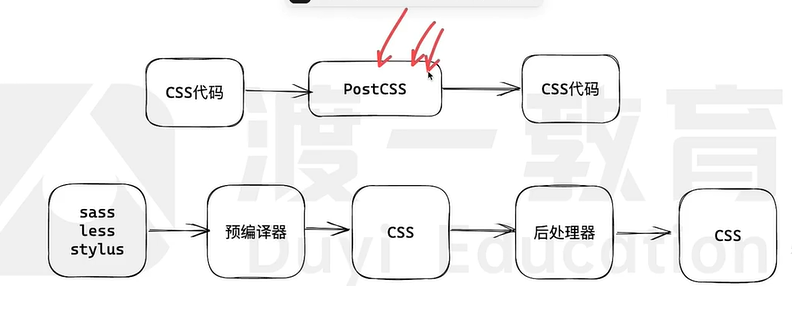 CSS代码
PostCSS
CSS代码
渡一教育
sass
less
stylus
预编译器
CSS
后处理器
CSS
Duyi Education